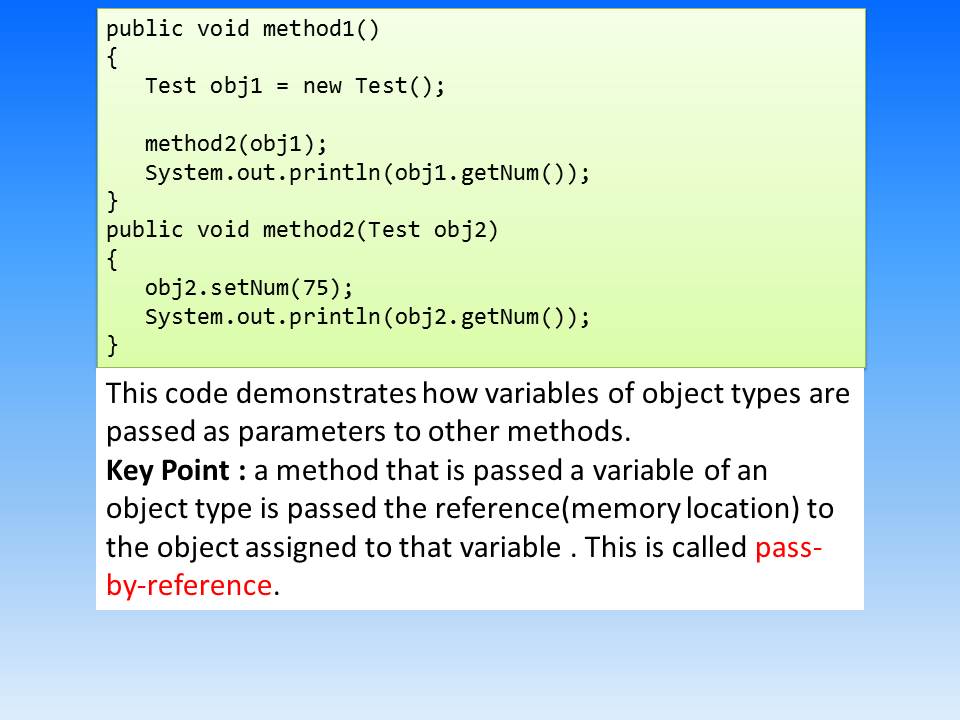 public void method1()
{
Test obj1 = new Test();
method2(obj1);
System.out.println(obj1.getNum());
}
public void method2(Test obj2)
{
obj2.setNum(75);
System.out.println(obj2.getNum());
}
This code demonstrates how variables of object types are
passed as parameters to other methods.
Key Point : a method that is passed a variable of an
object type is passed the reference(memory location) to
the object assigned to that variable . This is called pass-
by-reference.